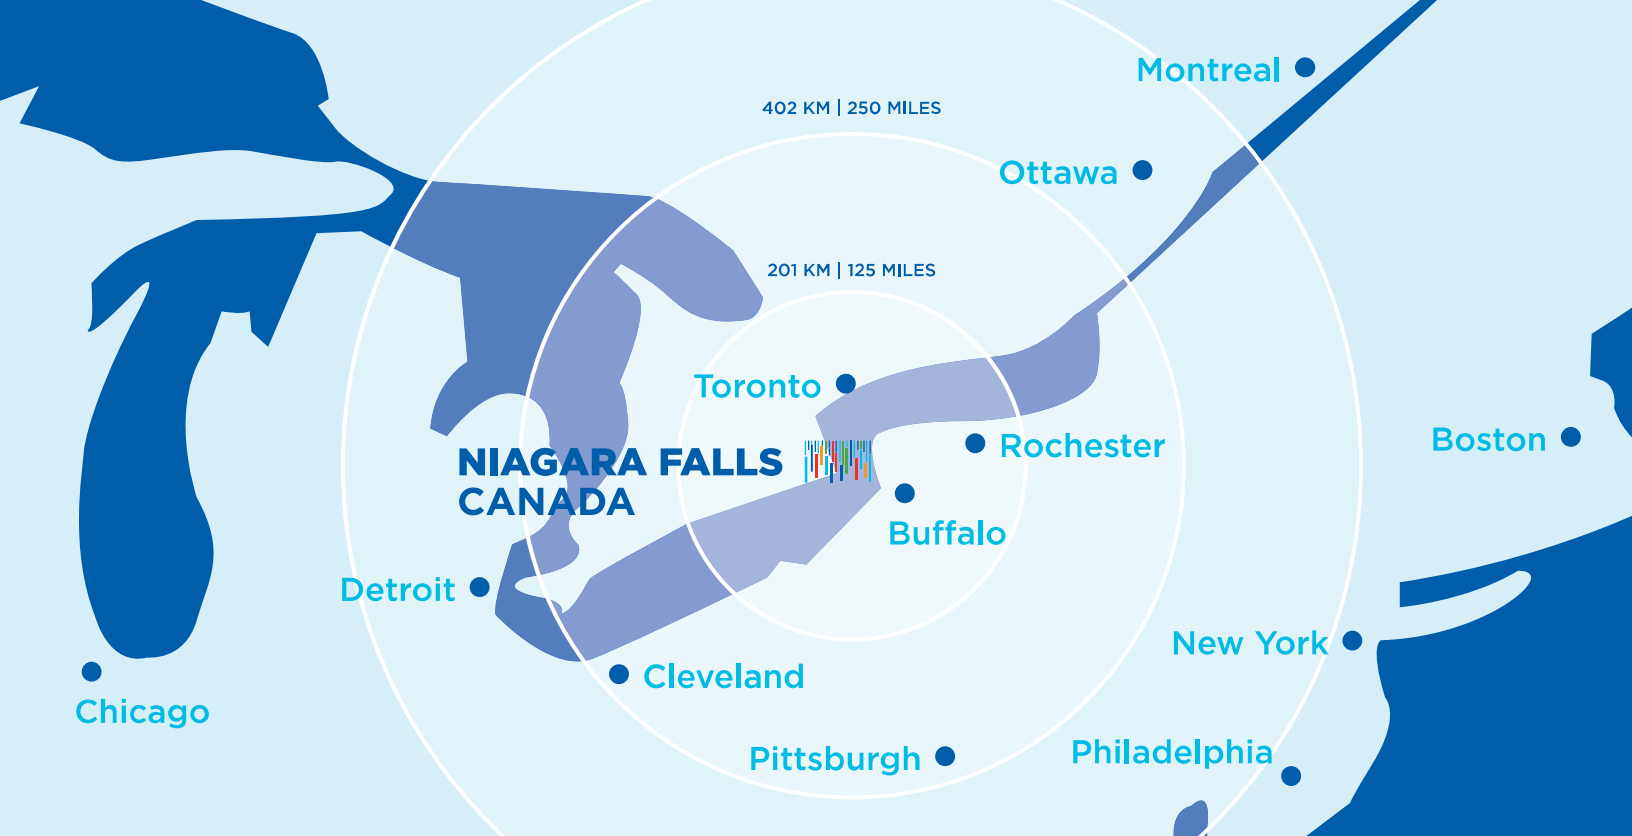 Montreal
402 KM | 250 MILES
Ottawa
201 KM | 125 MILES
Toronto
Rochester
Boston
NIAGARA FALLS
CANADA
Buffalo
Detroit
New York
Cleveland
Chicago
Philadelphia
Pittsburgh